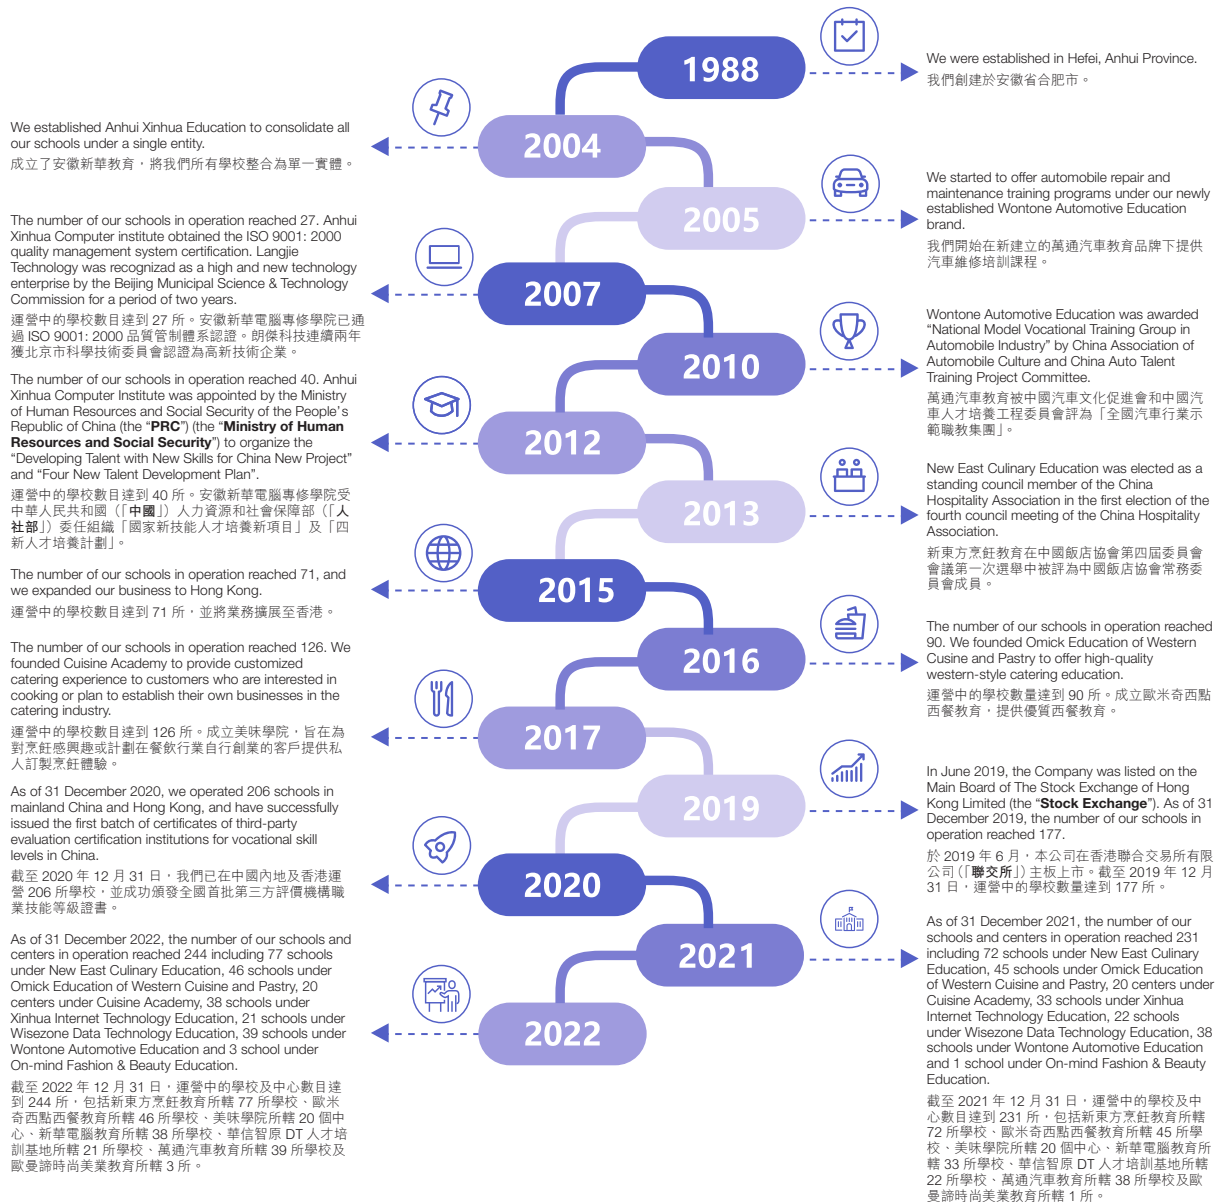 1988
We were established in Hefei, Anhui Province.
我們創建於安徽省合肥市。
2004
We established Anhui Xinhua Education to consolidate all
our schools under a single entity.
成立了安徽新華教育，將我們所有學校整合為單一實體。
2005
We started to offer automobile repair and
maintenance training programs under our newly
established Wontone Automotive Education
brand.
我們開始在新建立的萬通汽車教育品牌下提供
汽車維修培訓課程。
2007
The number of our schools in operation reached 27. Anhui
Xinhua Computer institute obtained the ISO 9001: 2000
quality management system certification. Langjie
Technology was recognizad as a high and new technology
enterprise by the Beijing Municipal Science & Technology
Commission for a period of two years.
運營中的學校數目達到 27 所。安徽新華電腦專修學院已通
過 ISO 9001: 2000 品質管制體系認證。朗傑科技連續兩年
獲北京市科學技術委員會認證為高新技術企業。
2010
Wontone Automotive Education was awarded
“National Model Vocational Training Group in
Automobile Industry” by China Association of
Automobile Culture and China Auto Talent
Training Project Committee.
萬通汽車教育被中國汽車文化促進會和中國汽
車人才培養工程委員會評為「全國汽車行業示
範職教集團」。
2012
The number of our schools in operation reached 40. Anhui
Xinhua Computer Institute was appointed by the Ministry
of Human Resources and Social Security of the People’s
Republic of China (the “PRC”) (the “Ministry of Human
Resources and Social Security”) to organize the
“Developing Talent with New Skills for China New Project”
and “Four New Talent Development Plan”.
運營中的學校數目達到 40 所。安徽新華電腦專修學院受
中華人民共和國（「中國」）人力資源和社會保障部（「人
社部」）委任組織「國家新技能人才培養新項目」及「四
新人才培養計劃」。
2013
New East Culinary Education was elected as a
standing council member of the China
Hospitality Association in the first election of the
fourth council meeting of the China Hospitality
Association.
新東方烹飪教育在中國飯店協會第四屆委員會
會議第一次選舉中被評為中國飯店協會常務委
員會成員。
2015
The number of our schools in operation reached 71, and
we expanded our business to Hong Kong.
運營中的學校數目達到 71 所，並將業務擴展至香港。
2016
The number of our schools in operation reached
90. We founded Omick Education of Western
Cusine and Pastry to offer high-quality
western-style catering education.
運營中的學校數量達到 90 所。成立歐米奇西點
西餐教育，提供優質西餐教育。
2017
The number of our schools in operation reached 126. We
founded Cuisine Academy to provide customized
catering experience to customers who are interested in
cooking or plan to establish their own businesses in the
catering industry.
運營中的學校數目達到 126 所。成立美味學院，旨在為
對烹飪感興趣或計劃在餐飲行業自行創業的客戶提供私
人訂製烹飪體驗。
2019
In June 2019, the Company was listed on the
Main Board of The Stock Exchange of Hong
Kong Limited (the “Stock Exchange”). As of 31
December 2019, the number of our schools in
operation reached 177.
於 2019 年 6 月，本公司在香港聯合交易所有限
公司（「聯交所」）主板上市。截至 2019 年 12 月
31 日，運營中的學校數量達到 177 所。
2020
As of 31 December 2020, we operated 206 schools in
mainland China and Hong Kong, and have successfully
issued the first batch of certificates of third-party
evaluation certification institutions for vocational skill
levels in China.
截至 2020 年 12 月 31 日，我們已在中國內地及香港運
營 206 所學校，並成功頒發全國首批第三方評價機構職
業技能等級證書。
2021
As of 31 December 2021, the number of our
schools and centers in operation reached 231
including 72 schools under New East Culinary
Education, 45 schools under Omick Education
of Western Cuisine and Pastry, 20 centers under
Cuisine Academy, 33 schools under Xinhua
Internet Technology Education, 22 schools
under Wisezone Data Technology Education, 38
schools under Wontone Automotive Education
and 1 school under On-mind Fashion & Beauty
Education.
截至 2021 年 12 月 31 日，運營中的學校及中
心數目達到 231 所，包括新東方烹飪教育所轄
72 所學校、歐米奇西點西餐教育所轄 45 所學
校、美味學院所轄 20 個中心、新華電腦教育所
轄 33 所學校、華信智原 DT 人才培訓基地所轄
22 所學校、萬通汽車教育所轄 38 所學校及歐
曼諦時尚美業教育所轄 1 所。
2022
As of 31 December 2022, the number of our schools and
centers in operation reached 244 including 77 schools
under New East Culinary Education, 46 schools under
Omick Education of Western Cuisine and Pastry, 20
centers under Cuisine Academy, 38 schools under
Xinhua Internet Technology Education, 21 schools under
Wisezone Data Technology Education, 39 schools under
Wontone Automotive Education and 3 school under
On-mind Fashion & Beauty Education.
截至 2022 年 12 月 31 日，運營中的學校及中心數目達
到 244 所，包括新東方烹飪教育所轄 77 所學校、歐米
奇西點西餐教育所轄 46 所學校、美味學院所轄 20 個中
心、新華電腦教育所轄 38 所學校、華信智原 DT 人才培
訓基地所轄 21 所學校、萬通汽車教育所轄 39 所學校及
歐曼諦時尚美業教育所轄 3 所。